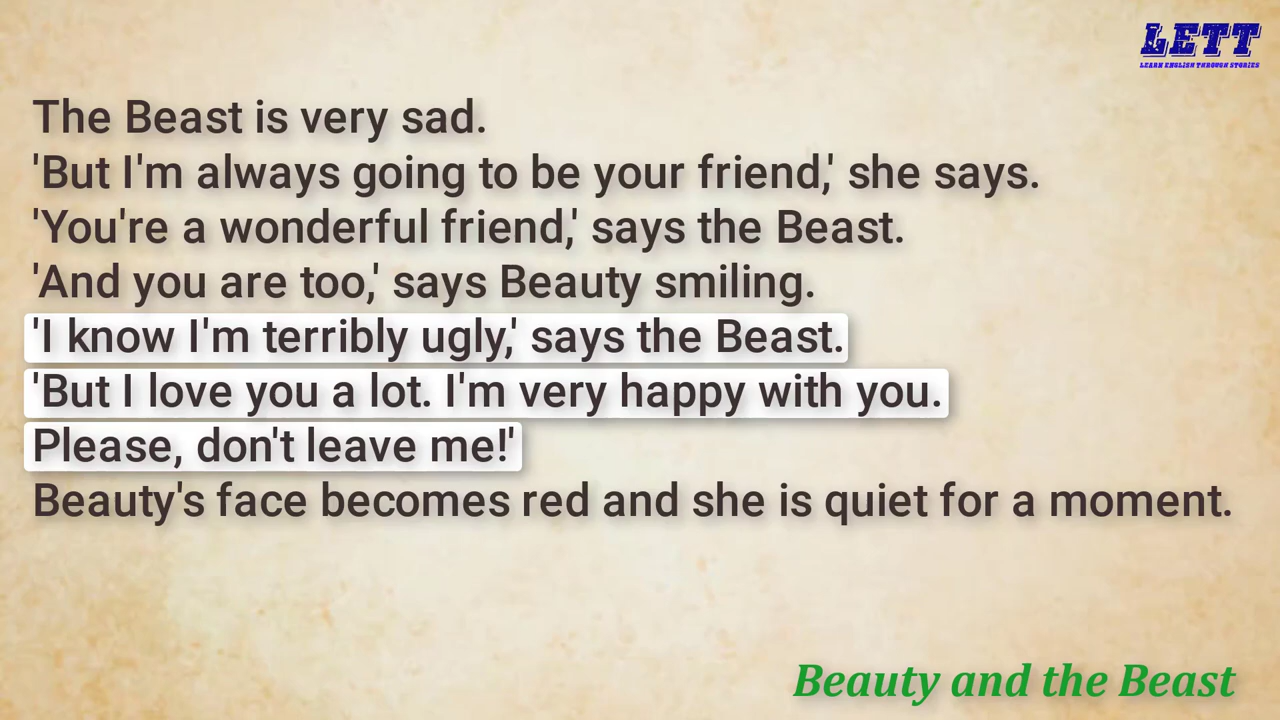 LETT
LEARN ENGLISH THROUGH STORIES
The Beast is very sad.
'But I'm always going to be your friend,' she says.
'You're a wonderful friend,' says the Beast.
'And you are too,' says Beauty smiling.
'I know I'm terribly ugly,' says the Beast.
'But I love you a lot. I'm very happy with you.
Please, don't leave me!'
Beauty's face becomes red and she is quiet for a moment.
Beauty and the Beast